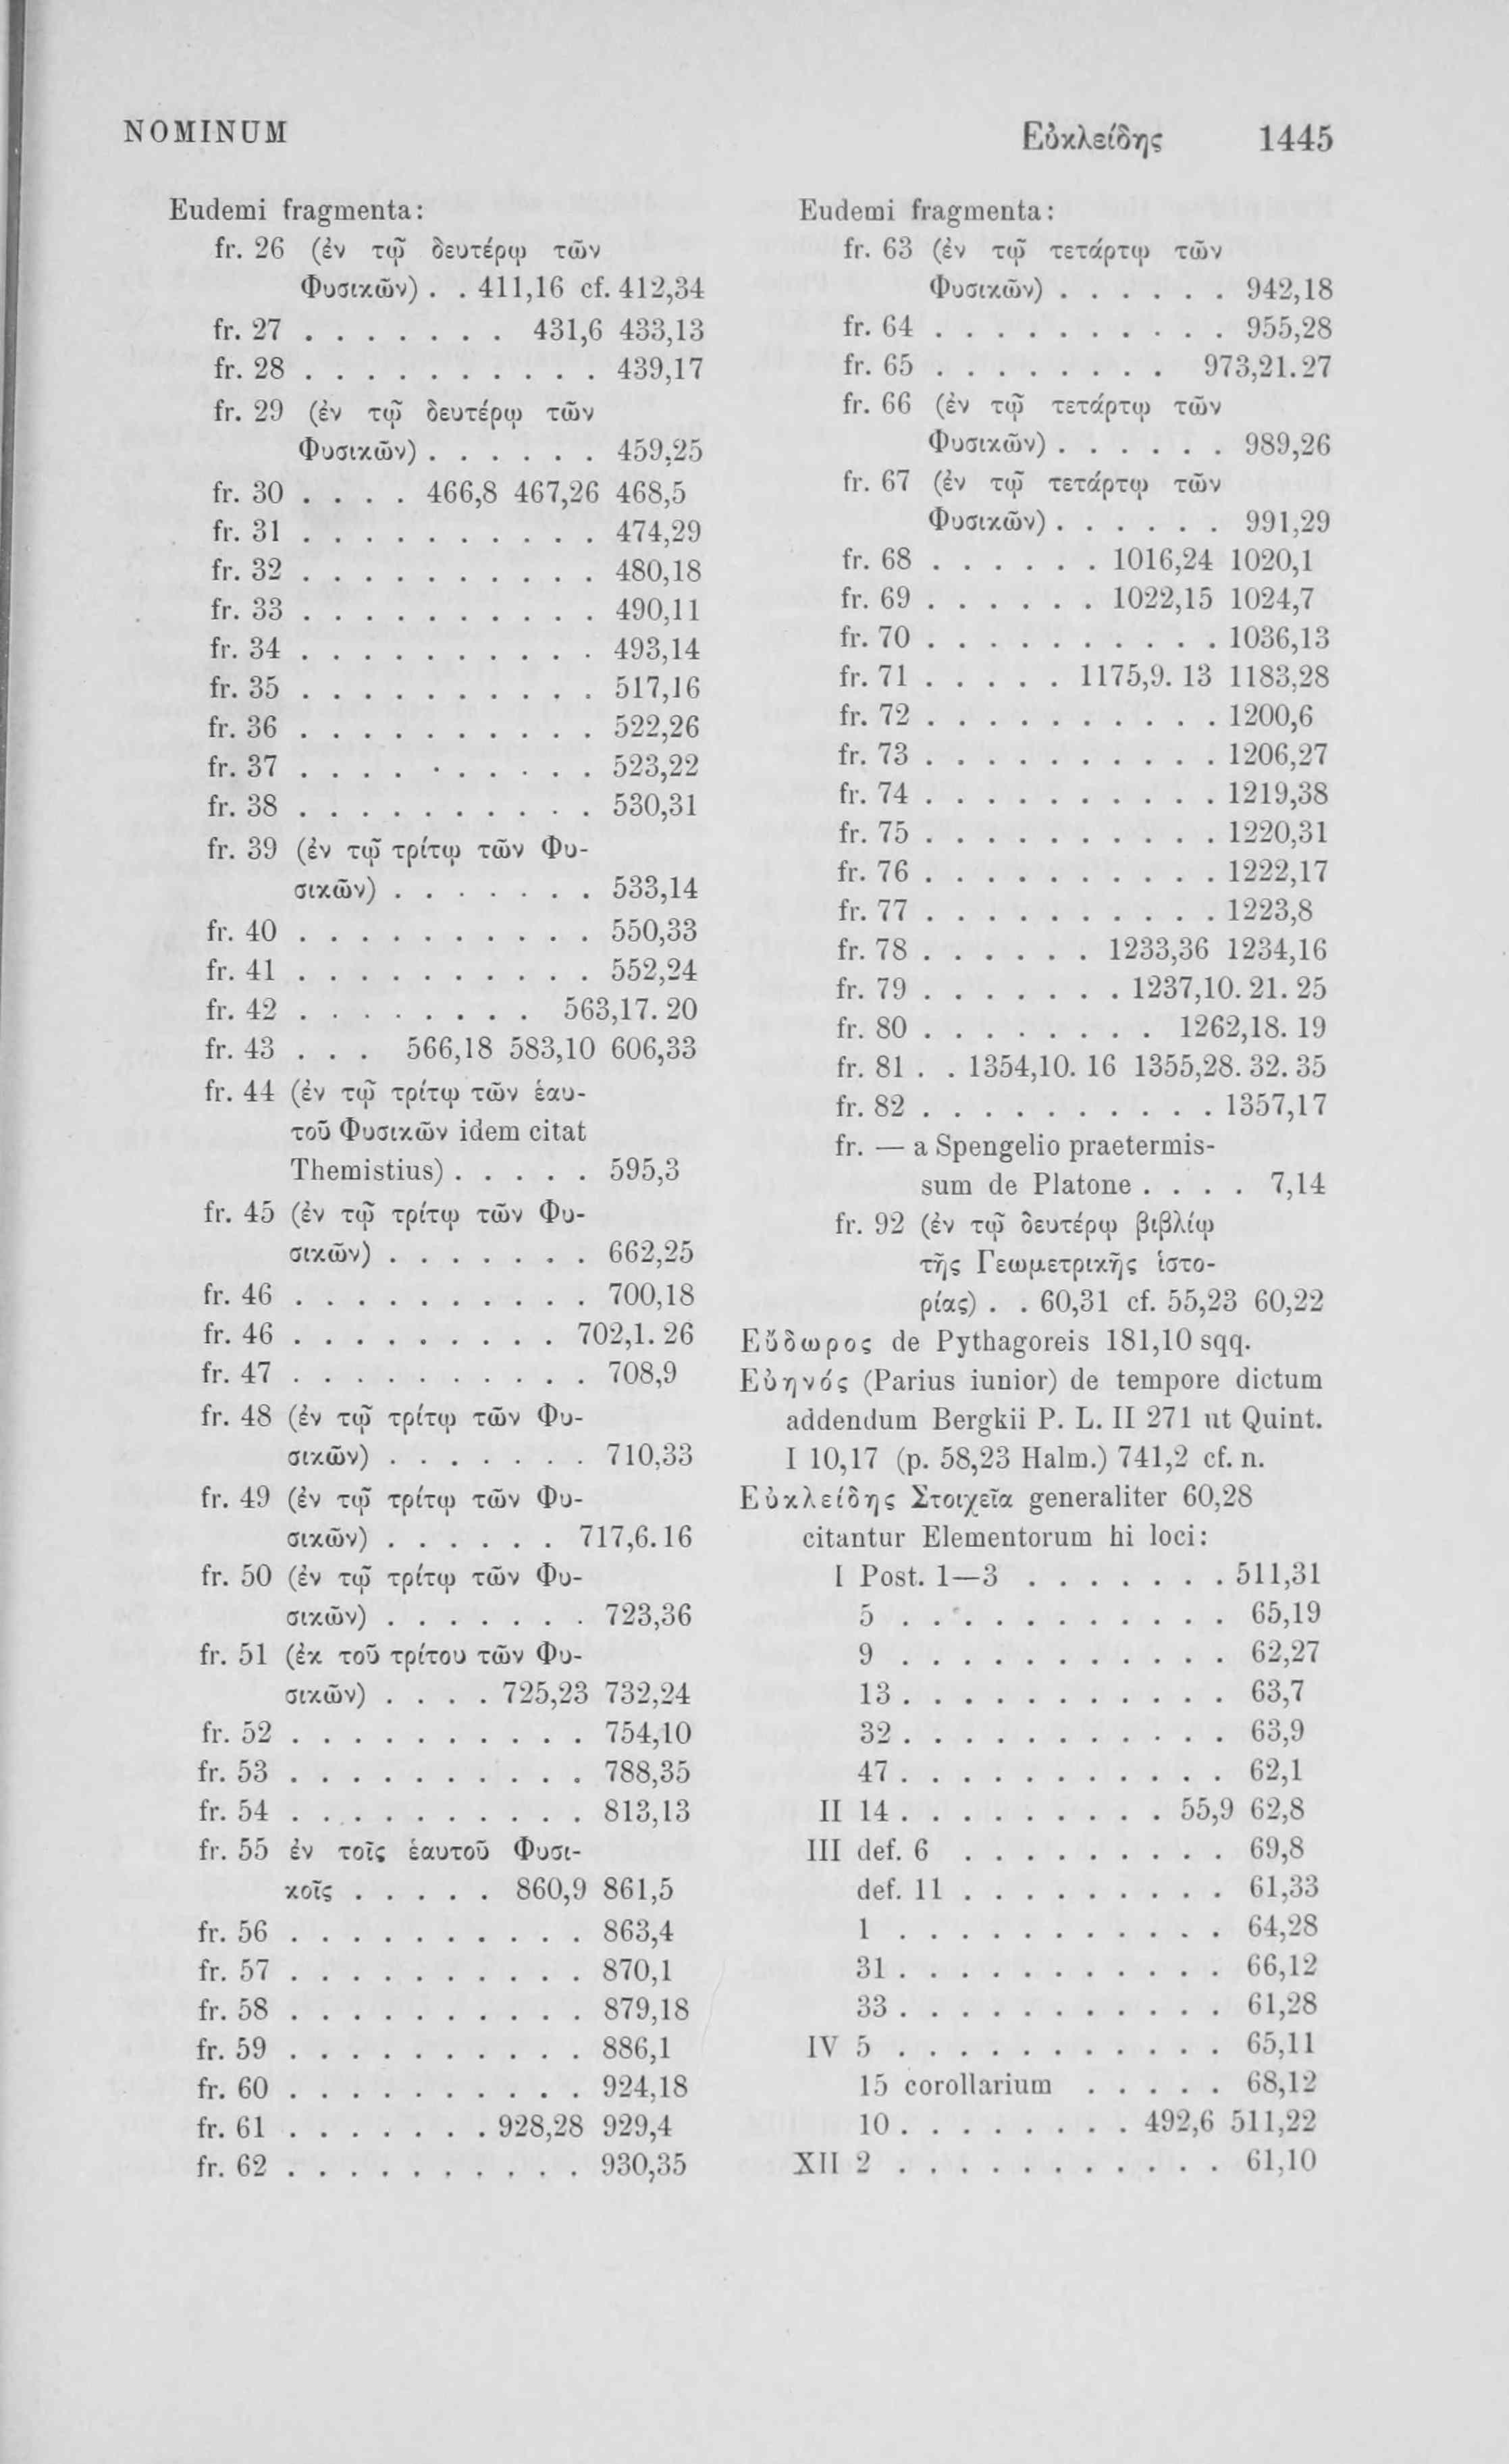 NOMINUM
Εὐκλείδης 1445
Eudemi fragmenta:
fr. 26 (ἐν τῷ δευτέρῳ τῶν
Φυσικῶν) . . 411,16 cf. 412,34
fr. 27 . . . . . . . 431,6 433,13
fr. 28 . . . . . . . . . . 439,17
fr. 29 (ἐν τῷ δευτέρῳ τῶν
Φυσικῶν) . . . . . . 459,25
fr. 30 . . . . 466,8 467,26 468,5
fr. 31 . . . . . . . . . . 474,29
fr. 32 . . . . . . . . . . 480,18
fr. 33 . . . . . . . . . . 490,11
fr. 34 . . . . . . . . . . 493,14
fr. 35 . . . . . . . . . . 517,16
fr. 36 . . . . . . . . . . 522,26
fr. 37 . . . . . . . . . . 523,22
fr. 38 . . . . . . . . . . 530,31
fr. 39 (ἐν τῷ τρίτῳ τῶν Φυ-
σικῶν) . . . . . . . 533,14
fr. 40 . . . . . . . . . . 550,33
fr. 41 . . . . . . . . . . 552,24
fr. 42 . . . . . . . . 563,17. 20
fr. 43 . . . 566,18 583,10 606,33
fr. 44 (ἐν τῷ τρίτῳ τῶν ἑαυ-
τοῦ Φυσικῶν idem citat
Themistius) . . . . . 595,3
fr. 45 (ἐν τῷ τρίτῳ τῶν Φυ-
σικῶν) . . . . . . . 662,25
fr. 46 . . . . . . . . . . 700,18
fr. 46 . . . . . . . . . 702,1. 26
fr. 47 . . . . . . . . . . 708,9
fr. 48 (ἐν τῷ τρίτῳ τῶν Φυ-
σικῶν) . . . . . . . 710,33
fr. 49 (ἐν τῷ τρίτῳ τῶν Φυ-
σικῶν) . . . . . . 717,6. 16
fr. 50 (ἐν τῷ τρίτῳ τῶν Φυ-
σικῶν) . . . . . . . 723,36
fr. 51 (ἐκ τοῦ τρίτου τῶν Φυ-
σικῶν) . . . . 725,23 732,24
fr. 52 . . . . . . . . . . 754,10
fr. 53 . . . . . . . . . . 788,35
fr. 54 . . . . . . . . . . 813,13
fr. 55 ἐν τοῖς ἑαυτοῦ Φυσι-
κοῖς . . . . . 860,9 861,5
fr. 56 . . . . . . . . . . 863,4
fr. 57 . . . . . . . . . . 870,1
fr. 58 . . . . . . . . . . 879,18
fr. 59 . . . . . . . . . . 886,1
fr. 60 . . . . . . . . . . 924,18
fr. 61 . . . . . . . 928,28 929,4
fr. 62 . . . . . . . . . . 930,35
Eudemi fragmenta:
fr. 63 (ἐν τῷ τετάρτῳ τῶν
Φυσικῶν) . . . . . . 942,18
fr. 64 . . . . . . . . . . 955,28
fr. 65 . . . . . . . . 973,21. 27
fr. 66 (ἐν τῷ τετάρτῳ τῶν
Φυσικῶν) . . . . . . 989,26
fr. 67 (ἐν τῷ τετάρτῳ τῶν
Φυσικῶν) . . . . . . 991,29
fr. 68 . . . . . . 1016,24 1020,1
fr. 69 . . . . . . 1022,15 1024,7
fr. 70 . . . . . . . . . . 1036,13
fr. 71 . . . . . 1175,9. 13 1183,28
fr. 72 . . . . . . . . . . 1200,6
fr. 73 . . . . . . . . . . 1206,27
fr. 74 . . . . . . . . . . 1219,38
fr. 75 . . . . . . . . . . 1220,31
fr. 76 . . . . . . . . . . 1222,17
fr. 77 . . . . . . . . . . 1223,8
fr. 78 . . . . . . 1233,36 1234,16
fr. 79 . . . . . . . 1237,10. 21. 25
fr. 80 . . . . . . . . 1262,18. 19
fr. 81 . . 1354,10. 16 1355,28. 32. 35
fr. 82 . . . . . . . . . . 1357,17
fr. — a Spengelio praetermis-
sum de Platone . . . . 7,14
fr. 92 (ἐν τῷ δευτέρῳ βιβλίῳ
τῆς Γεωμετρικῆς ἱστο-
ρίας) . . 60,31 cf. 55,23 60,22
Εὔδωρος de Pythagoreis 181,10 sqq.
Εὐηνός (Parius iunior) de tempore dictum
addendum Bergkii P. L. II 271 ut Quint.
I 10,17 (p. 58,23 Halm.) 741,2 cf. n.
Εὐκλείδης Στοιχεῖα generaliter 60,28
citantur Elementorum hi loci:
I Post. 1—3 . . . . . . . 511,31
5 . . . . . . . . . . . 65,19
9 . . . . . . . . . . . 62,27
13 . . . . . . . . . . . 63,7
32 . . . . . . . . . . . 63,9
47 . . . . . . . . . . . 62,1
II 14 . . . . . . . . . 55,9 62,8
III def. 6 . . . . . . . . . 69,8
def. 11 . . . . . . . . . 61,33
1 . . . . . . . . . . . 64,28
31 . . . . . . . . . . . 66,12
33 . . . . . . . . . . . 61,28
IV 5 . . . . . . . . . . . 65,11
15 corollarium . . . . . 68,12
10 . . . . . . . . 492,6 511,22
XII 2 . . . . . . . . . . . 61,10